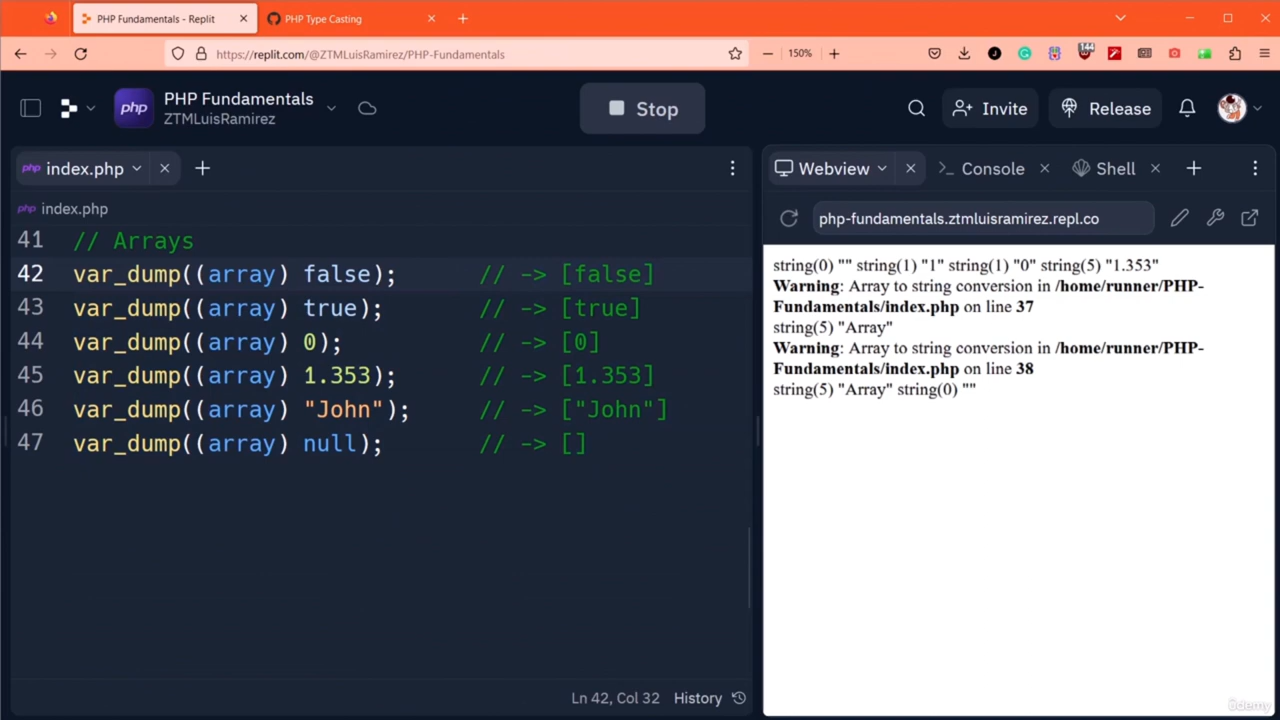 PHP Fundamentals - Replit
PHP Type Casting
https://replit.com/@ZTMLuisRamirez/PHP-Fundamentals
150%
144
php
PHP Fundamentals
ZTMLuisRamirez
Stop
Invite
Release
php index.php
Webview
Console
Shell
php index.php
php-fundamentals.ztmluisramirez.repl.co
41 // Arrays
42 var_dump((array) false); // -> [false]
43 var_dump((array) true); // -> [true]
44 var_dump((array) 0); // -> [0]
45 var_dump((array) 1.353); // -> [1.353]
46 var_dump((array) "John"); // -> ["John"]
47 var_dump((array) null); // -> []
string(0) "" string(1) "1" string(1) "0" string(5) "1.353"
Warning: Array to string conversion in /home/runner/PHP-
Fundamentals/index.php on line 37
string(5) "Array"
Warning: Array to string conversion in /home/runner/PHP-
Fundamentals/index.php on line 38
string(5) "Array" string(0) ""
Ln 42, Col 32 History
ûdemy